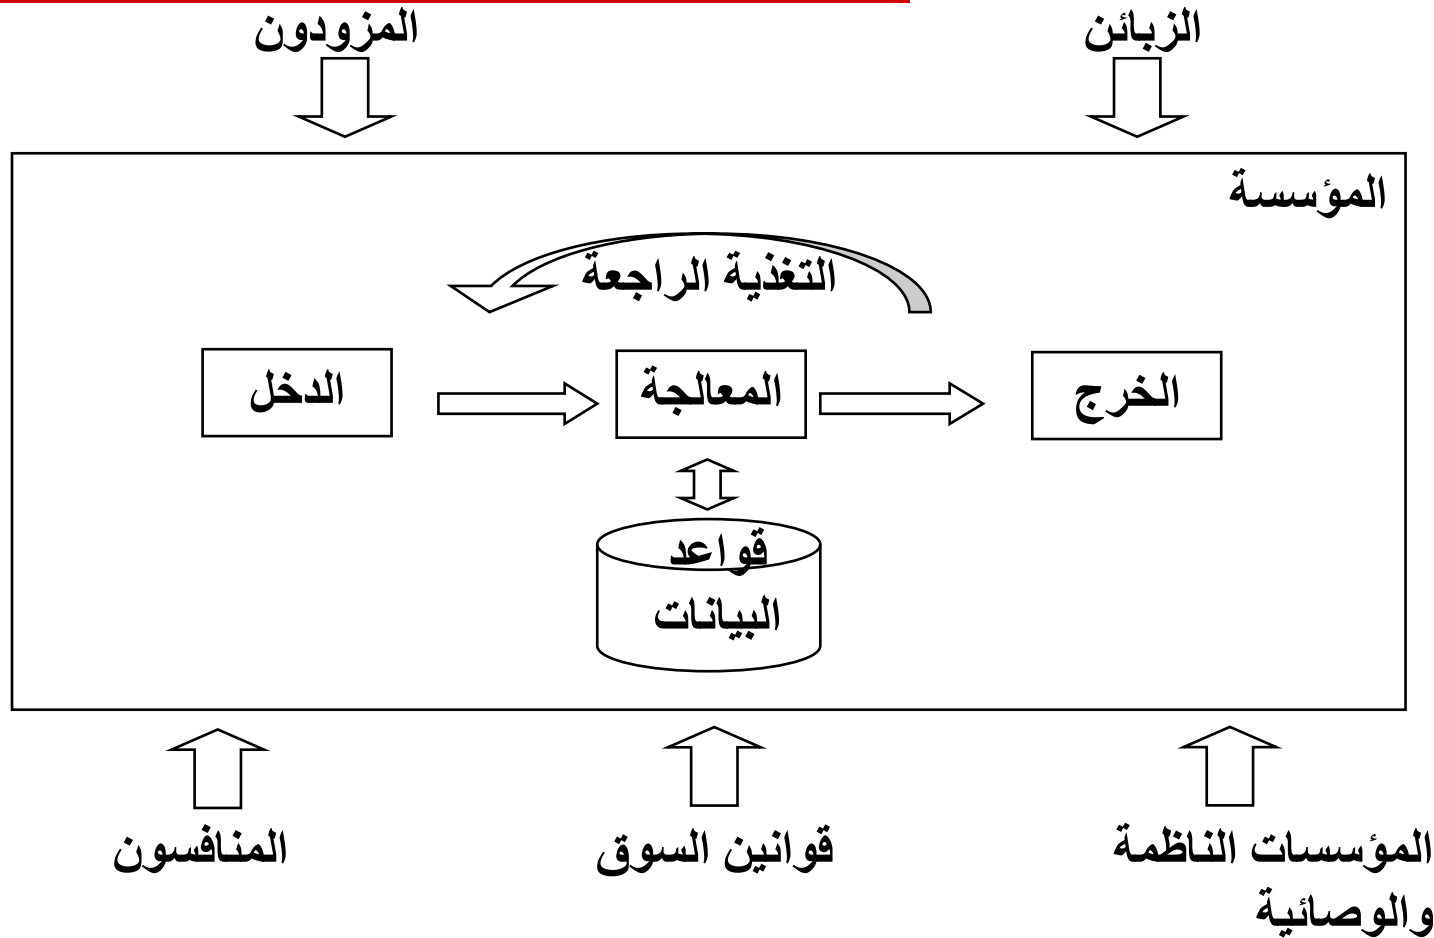 الزبائن
المزودون
المؤسسة
التغذية الراجعة
الدخل
المعالجة
الخرج
قواعد
البيانات
المنافسون
قوانين السوق
المؤسسات الناظمة
والوصائية